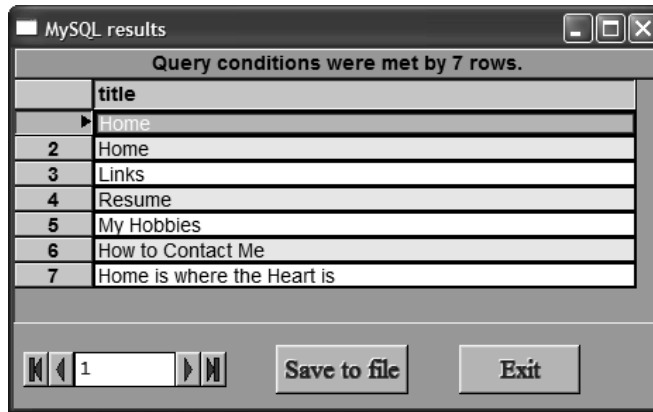 MySQL results
Query conditions were met by 7 rows.
title
Home
2 Home
3 Links
4 Resume
5 My Hobbies
6 How to Contact Me
7 Home is where the Heart is
1 Save to file Exit